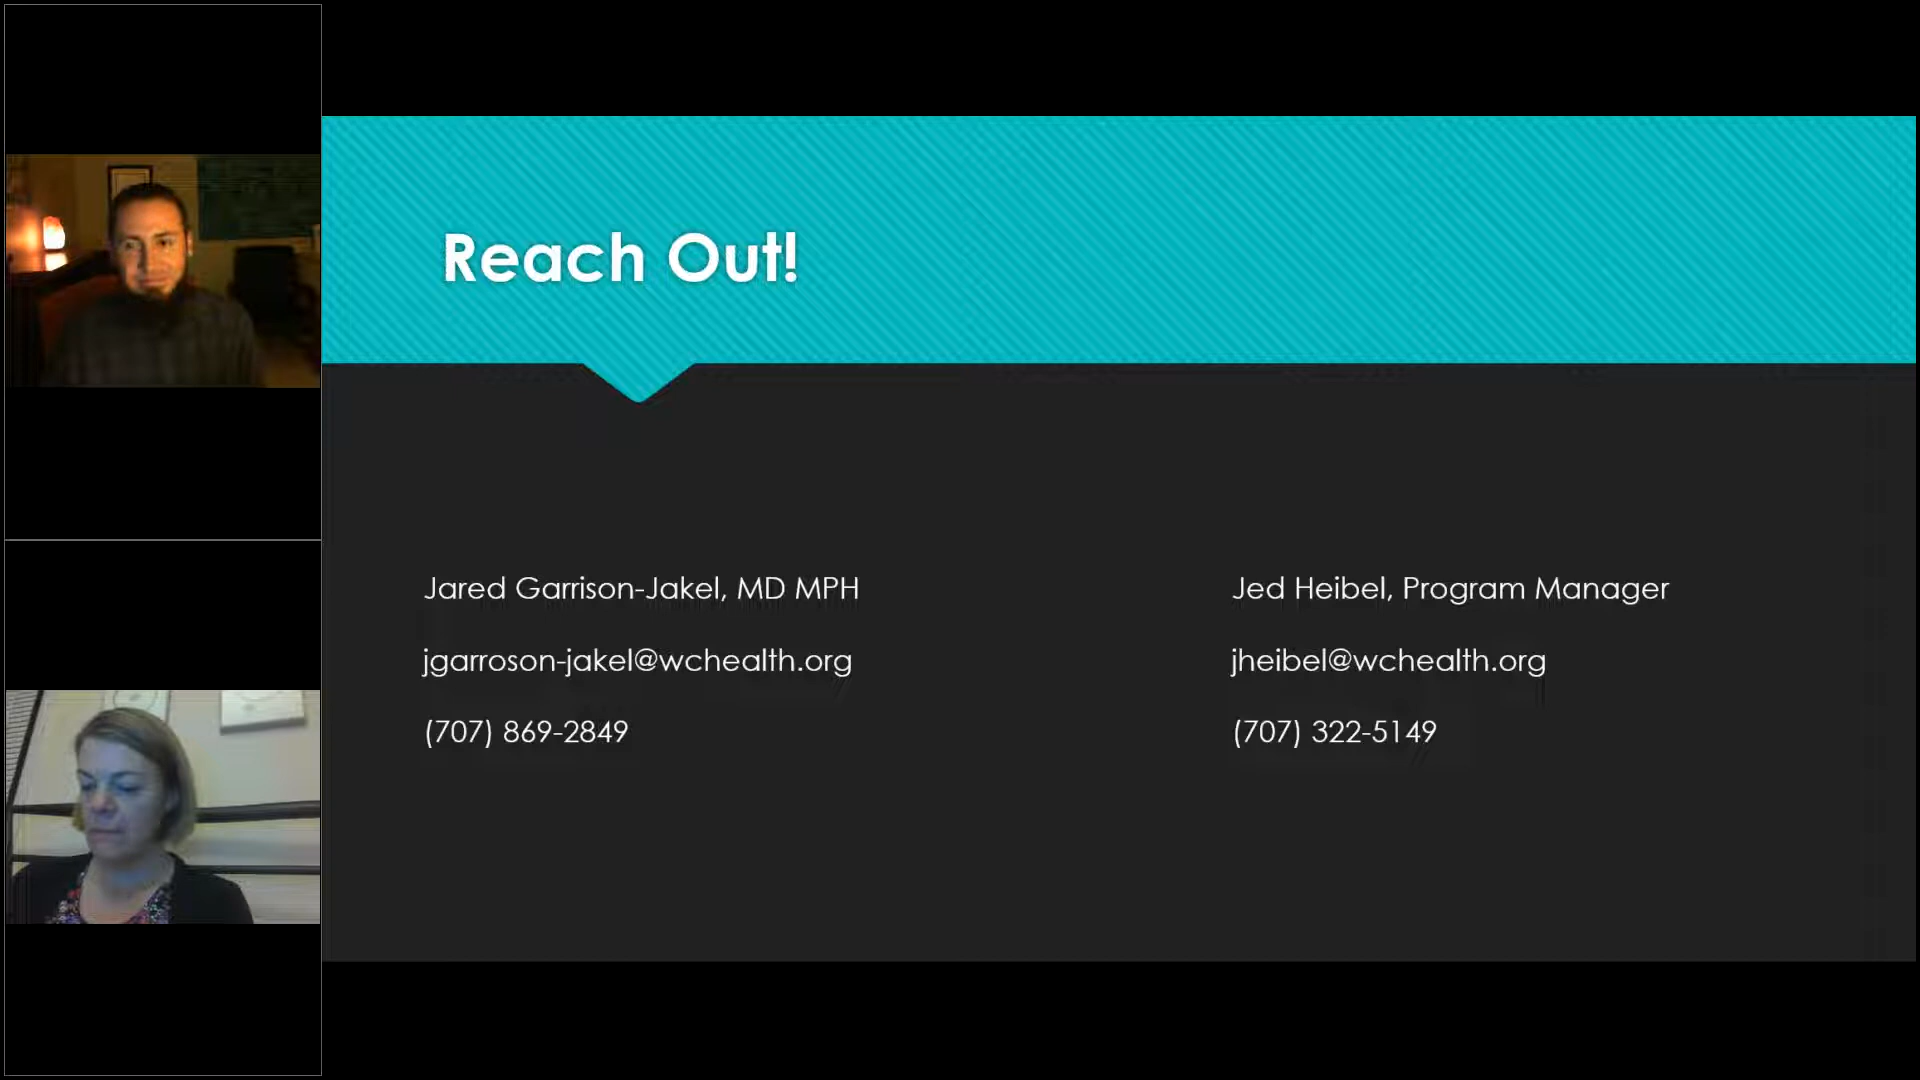 Reach Out!
Jared Garrison-Jakel, MD MPH
jgarroson-jakel@wchealth.org
(707) 869-2849
Jed Heibel, Program Manager
jheibel@wchealth.org
(707) 322-5149